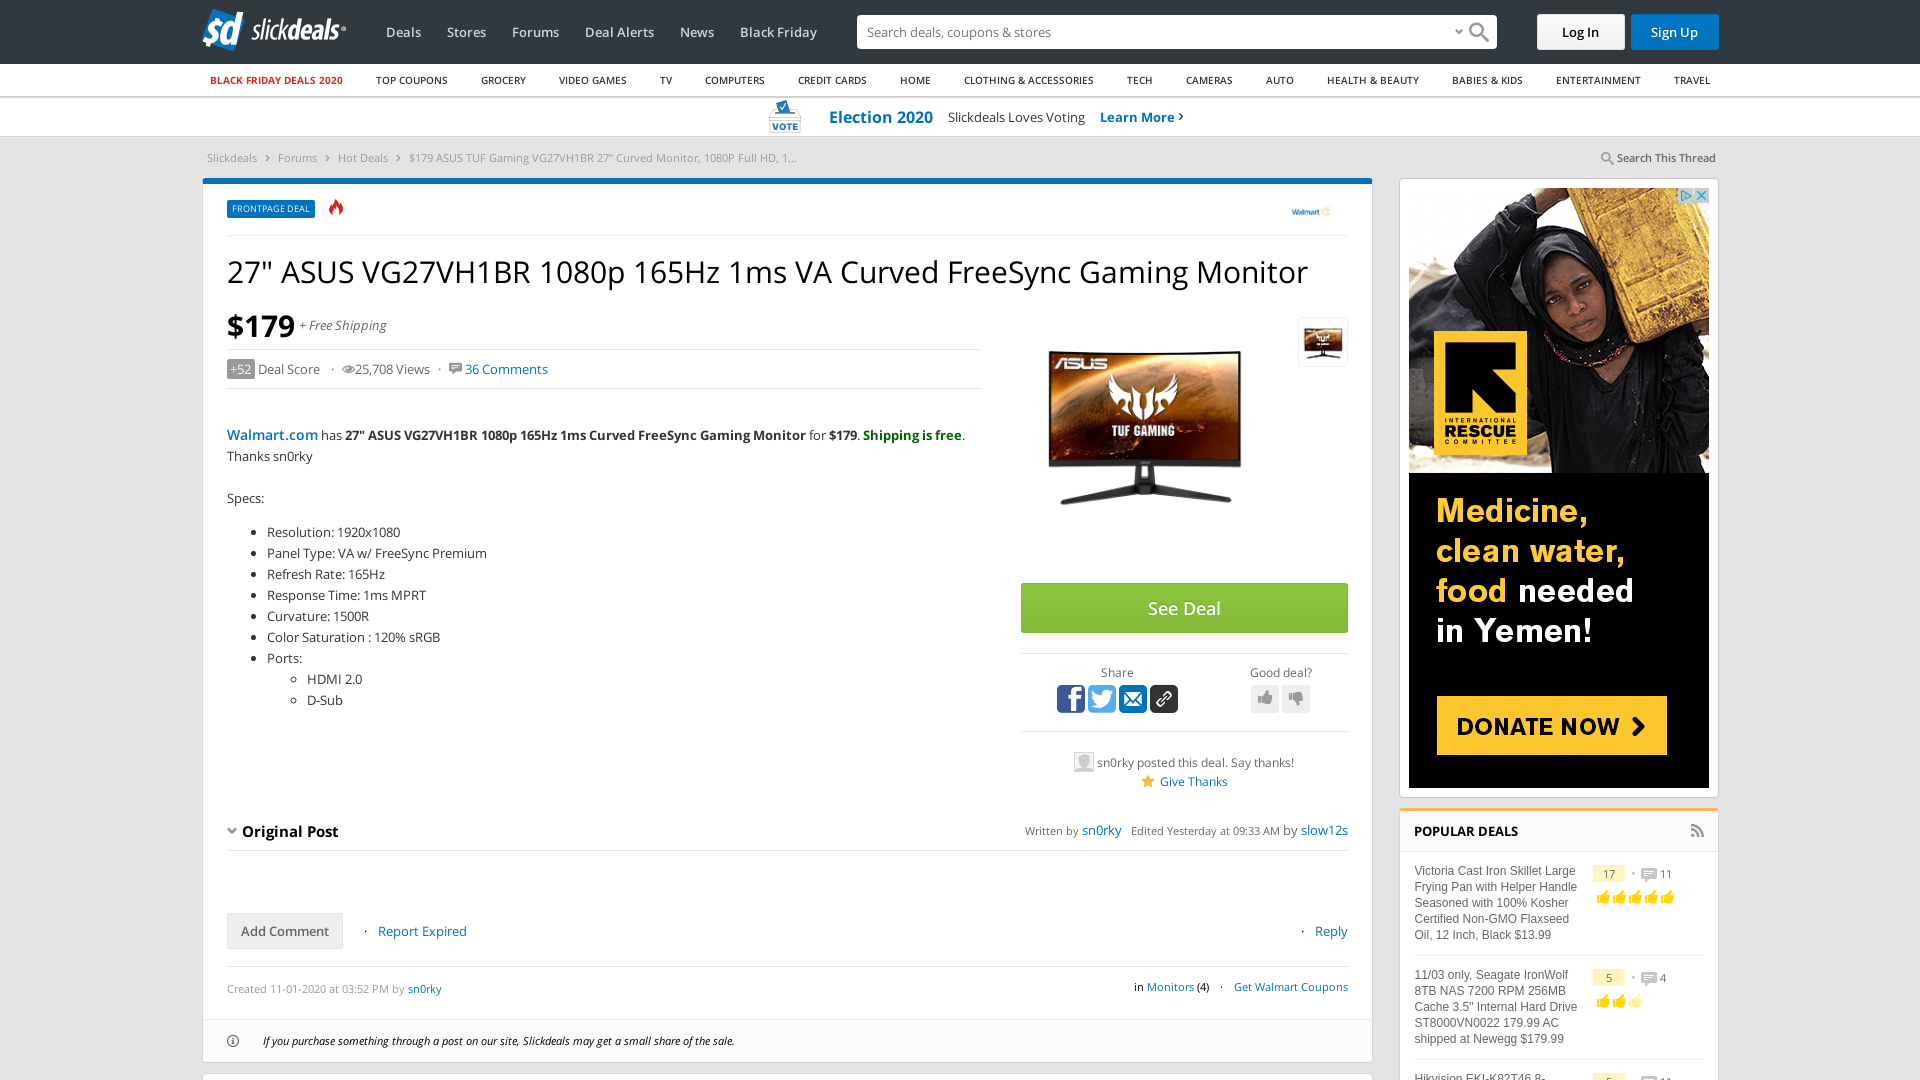 sd slickdeals
Deals
Stores
Forums
Deal Alerts
News
Black Friday
Search deals, coupons & shopping
Log In
Sign Up
BLACK FRIDAY DEALS 2020
TOP COUPONS
GROCERY
VIDEO GAMES
TV
COMPUTERS
CREDIT CARDS
HOME
CLOTHING & ACCESSORIES
TECH
CAMERAS
AUTO
HEALTH & BEAUTY
BABIES & KIDS
ENTERTAINMENT
TRAVEL
VOTE
Election 2020 Slickdeals Loves Voting Learn More
Slickdeals › Forums › Hot Deals › $179 ASUS TUF Gaming VG27VH1BR 27” Curved Monitor, 1080P Full HD, 1...
Search This Thread
FRONTPAGE DEAL
Walmart
27" ASUS VG27VH1BR 1080p 165Hz 1ms VA Curved FreeSync Gaming Monitor
$179 + Free Shipping
+52 Deal Score · 25,708 Views · 36 Comments
ASUS
TUF GAMING
Walmart.com has 27" ASUS VG27VH1BR 1080p 165Hz 1ms Curved FreeSync Gaming Monitor for $179. Shipping is free.
Thanks sn0rky
Specs:
Resolution: 1920x1080
Panel Type: VA w/ FreeSync Premium
Refresh Rate: 165Hz
Response Time: 1ms MPRT
Curvature: 1500R
Color Saturation : 120% sRGB
Ports:
HDMI 2.0
D-Sub
See Deal
Share
Good deal?
sn0rky posted this deal. Say thanks!
Give Thanks
Original Post
Written by sn0rky Edited Yesterday at 09:33 AM by slow12s
Add Comment · Report Expired
· Reply
Created 11-01-2020 at 03:52 PM by sn0rky
in Monitors (4) · Get Walmart Coupons
If you purchase something through a post on our site, Slickdeals may get a small share of the sale.
INTERNATIONAL
RESCUE
COMMITTEE
Medicine,
clean water,
food needed
in Yemen!
DONATE NOW
POPULAR DEALS
Victoria Cast Iron Skillet Large
Frying Pan with Helper Handle
Seasoned with 100% Kosher
Certified Non-GMO Flaxseed
Oil, 12 Inch, Black $13.99
17 · 11
11/03 only, Seagate IronWolf
8TB NAS 7200 RPM 256MB
Cache 3.5" Internal Hard Drive
ST8000VN0022 179.99 AC
shipped at Newegg $179.99
5 · 4
Hikvision EKI-K82T46 8-
5 · 11